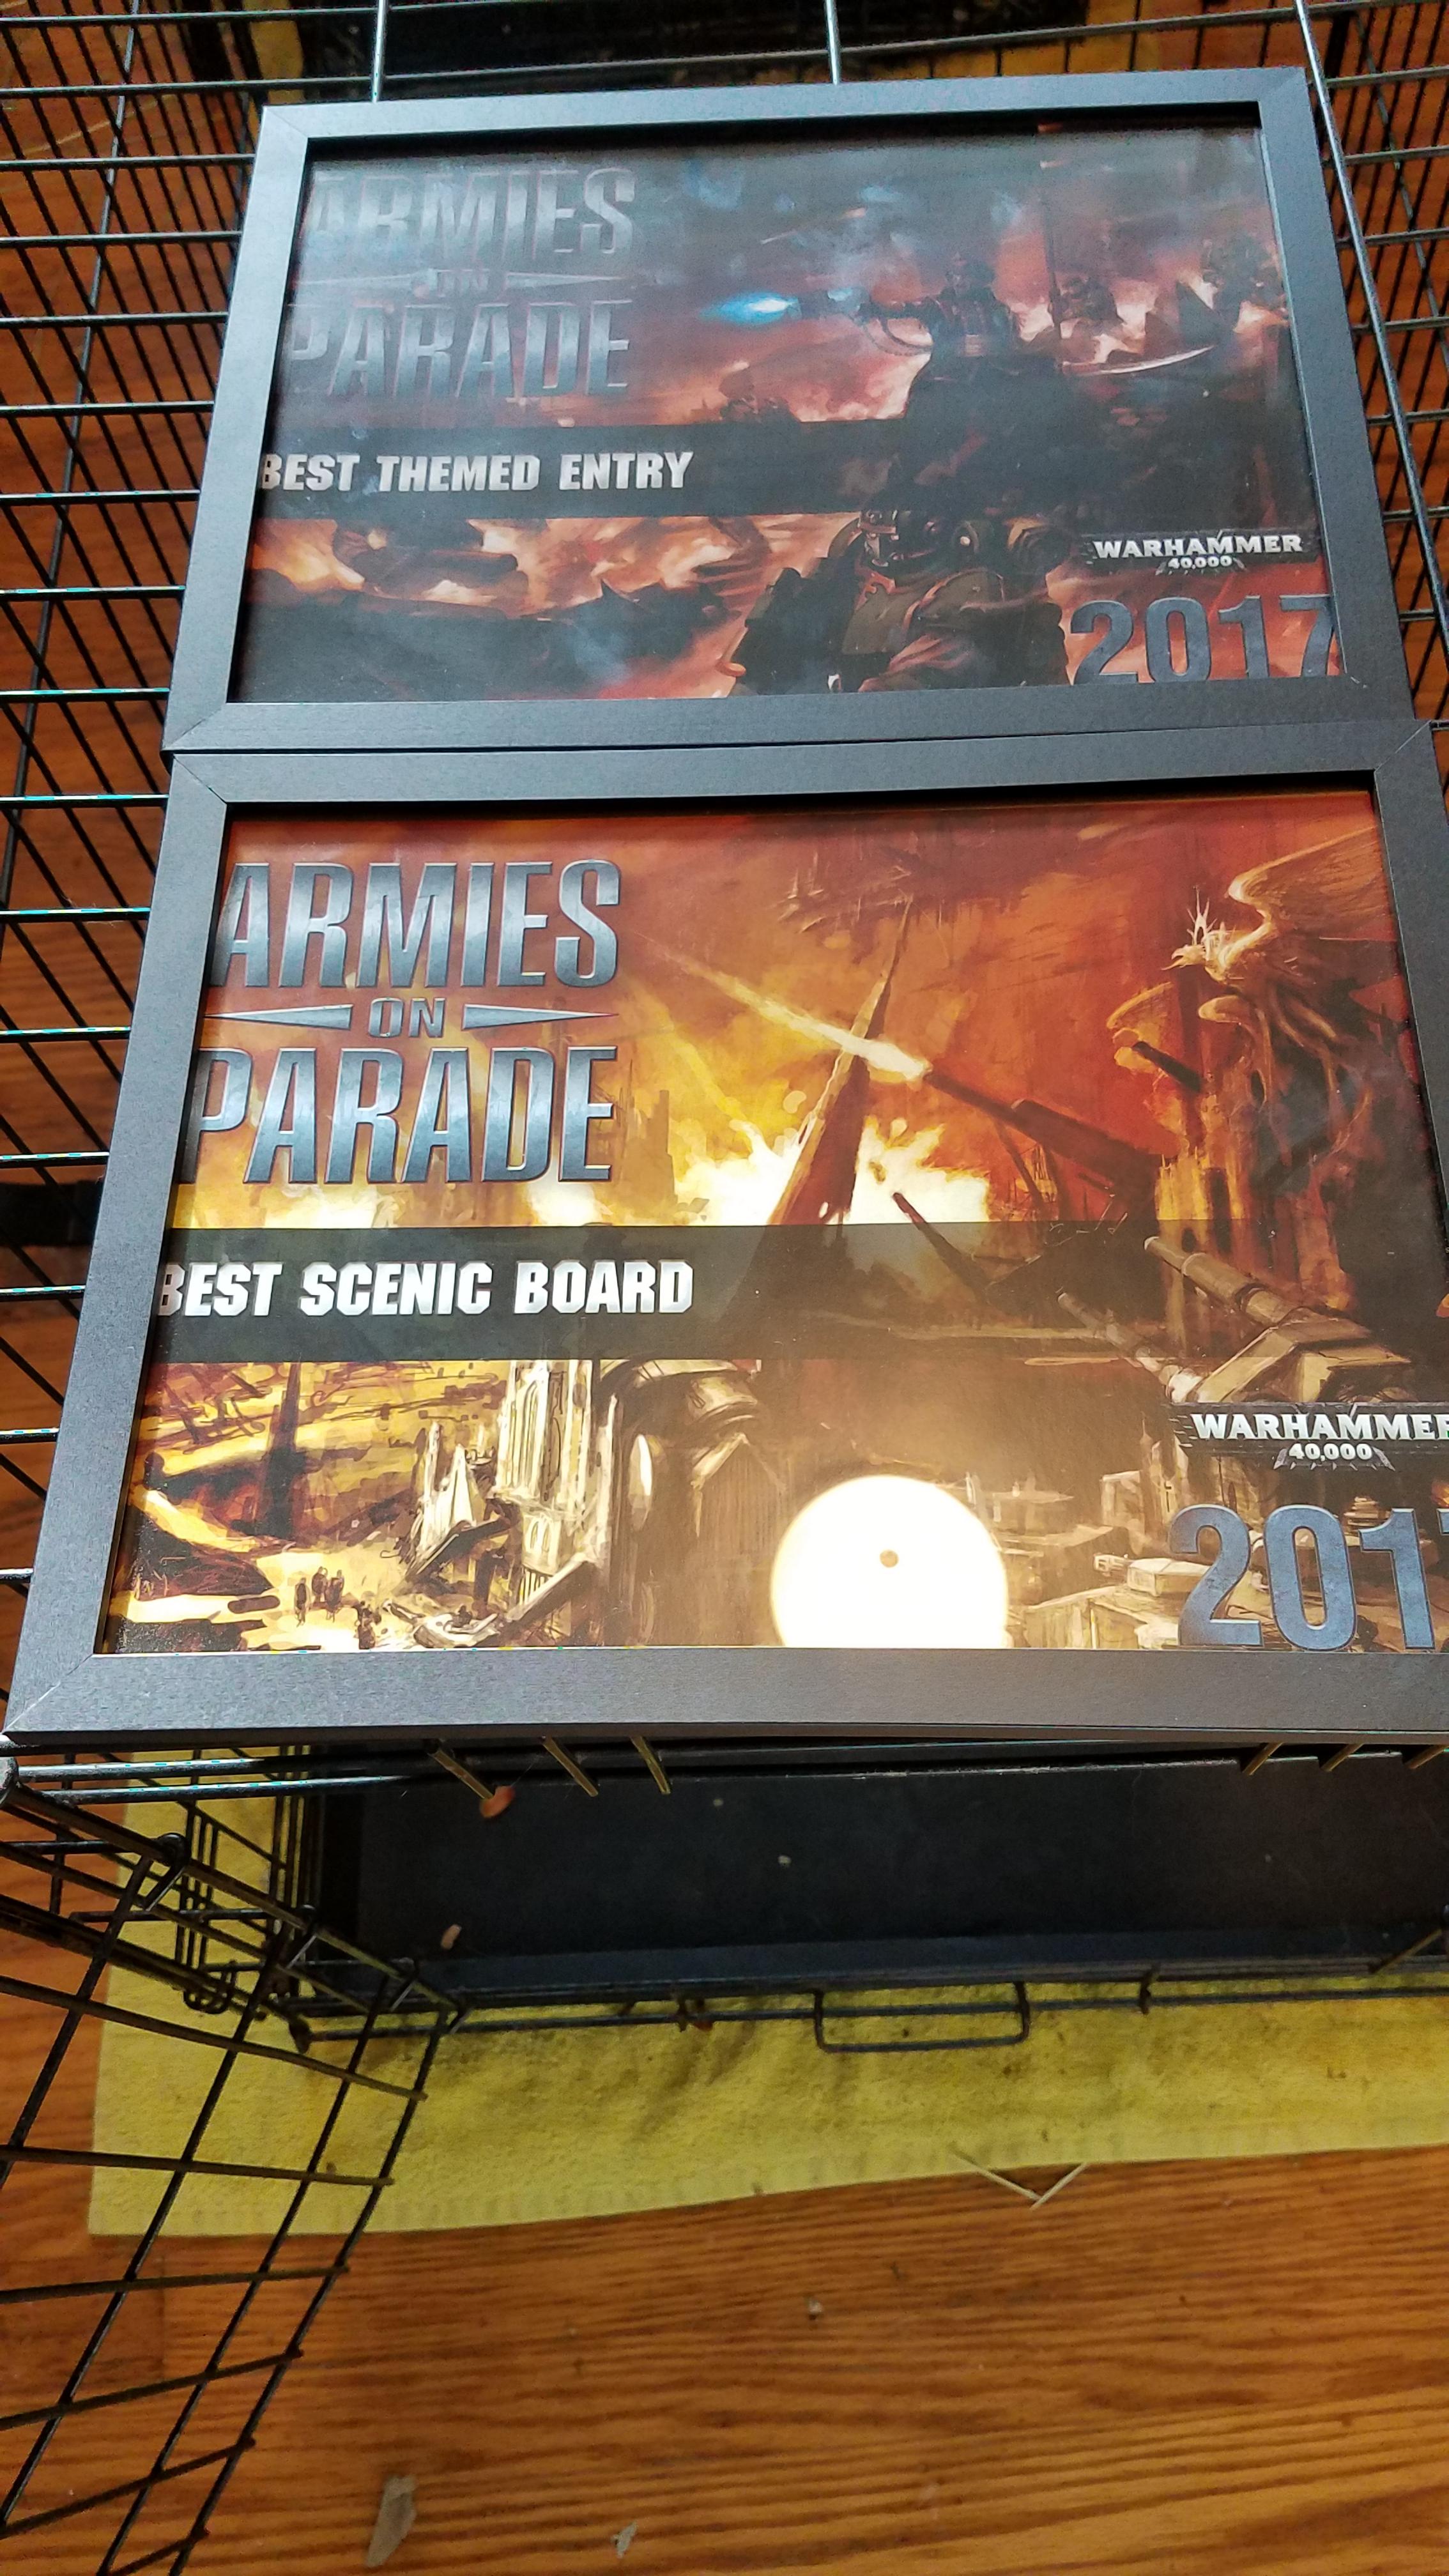 ARMIES
ON
PARADE
BEST THEMED ENTRY
WARHAMMER
40,000
2017
ARMIES
ON
PARADE
BEST SCENIC BOARD
WARHAMMER
40,000
2017